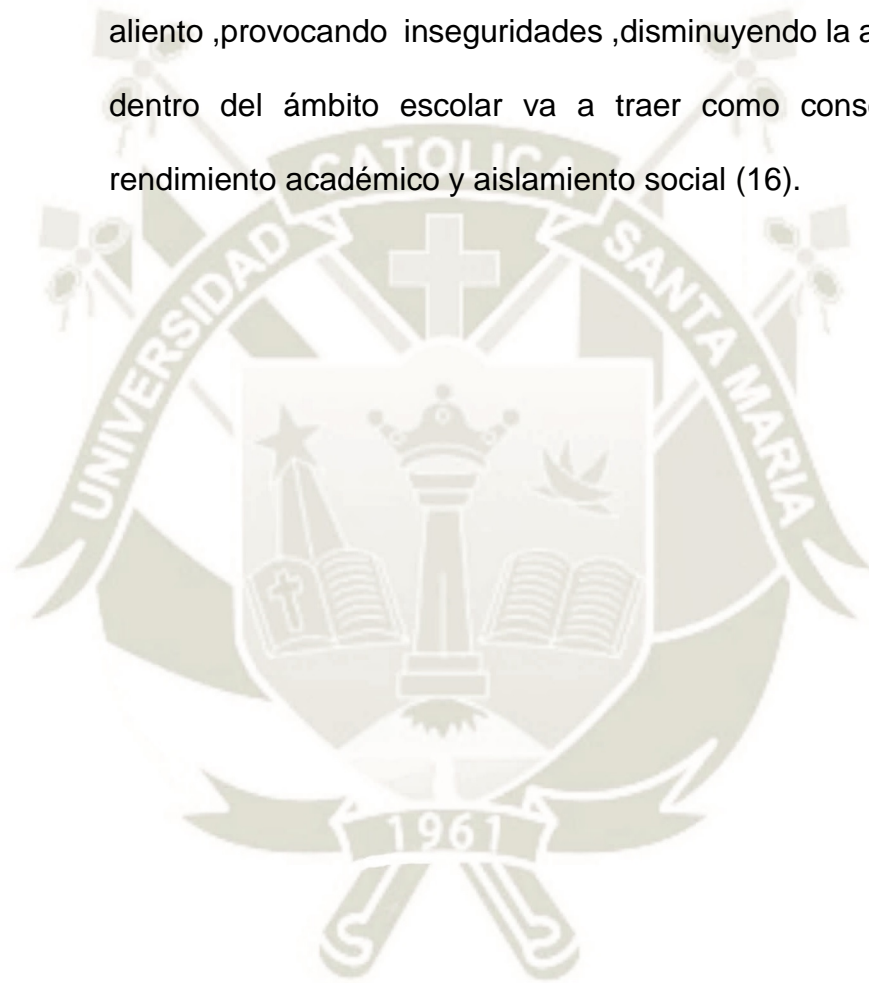 aliento ,provocando inseguridades ,disminuyendo la a
dentro del ámbito escolar va a traer como cons
rendimiento académico y aislamiento social (16).
CATOLICA
UNIVERSIDAD
SANTA MARIA
1961